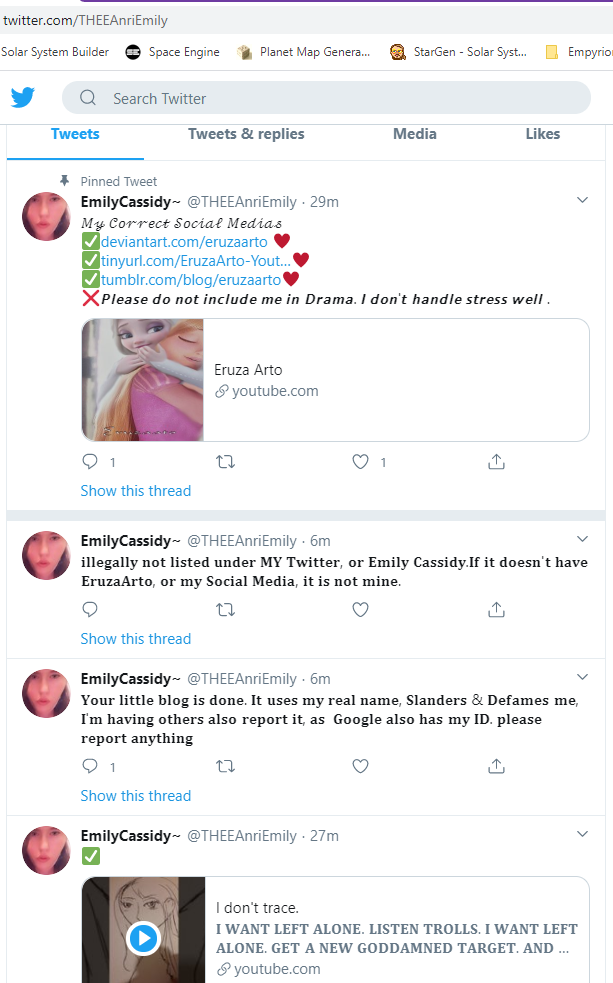 twitter.com/THEEAnriEmily
Solar System Builder Space Engine Planet Map Genera... StarGen - Solar Syst... Empyrio
Search Twitter
Tweets Tweets & replies Media Likes
Pinned Tweet
EmilyCassidy~ @THEEAnriEmily · 29m
𝓜𝔂 𝓒𝓸𝓻𝓻𝓮𝓬𝓽 𝓢𝓸𝓬𝓲𝓪𝓵 𝓜𝓮𝓭𝓲𝓪𝓼
✅deviantart.com/eruzaarto ♥
✅tinyurl.com/EruzaArto-Yout...♥
✅tumblr.com/blog/eruzaarto♥
❌𝙋𝙡𝙚𝙖𝙨𝙚 𝙙𝙤 𝙣𝙤𝙩 𝙞𝙣𝙘𝙡𝙪𝙙𝙚 𝙢𝙚 𝙞𝙣 𝘿𝙧𝙖𝙢𝙖. 𝙄 𝙙𝙤𝙣'𝙩 𝙝𝙖𝙣𝙙𝙡𝙚 𝙨𝙩𝙧𝙚𝙨𝙨 𝙬𝙚𝙡𝙡 .
Eruza Arto
youtube.com
1 1
Show this thread
EmilyCassidy~ @THEEAnriEmily · 6m
𝐢𝐥𝐥𝐞𝐠𝐚𝐥𝐥𝐲 𝐧𝐨𝐭 𝐥𝐢𝐬𝐭𝐞𝐝 𝐮𝐧𝐝𝐞𝐫 𝐌𝐘 𝐓𝐰𝐢𝐭𝐭𝐞𝐫, 𝐨𝐫 𝐄𝐦𝐢𝐥𝐲 𝐂𝐚𝐬𝐬𝐢𝐝𝐲.𝐈𝐟 𝐢𝐭 𝐝𝐨𝐞𝐬𝐧'𝐭 𝐡𝐚𝐯𝐞
𝐄𝐫𝐮𝐳𝐚𝐀𝐫𝐭𝐨, 𝐨𝐫 𝐦𝐲 𝐒𝐨𝐜𝐢𝐚𝐥 𝐌𝐞𝐝𝐢𝐚, 𝐢𝐭 𝐢𝐬 𝐧𝐨𝐭 𝐦𝐢𝐧𝐞.
Show this thread
EmilyCassidy~ @THEEAnriEmily · 6m
𝐘𝐨𝐮𝐫 𝐥𝐢𝐭𝐭𝐥𝐞 𝐛𝐥𝐨𝐠 𝐢𝐬 𝐝𝐨𝐧𝐞. 𝐈𝐭 𝐮𝐬𝐞𝐬 𝐦𝐲 𝐫𝐞𝐚𝐥 𝐧𝐚𝐦𝐞, 𝐒𝐥𝐚𝐧𝐝𝐞𝐫𝐬 & 𝐃𝐞𝐟𝐚𝐦𝐞𝐬 𝐦𝐞,
𝐈'𝐦 𝐡𝐚𝐯𝐢𝐧𝐠 𝐨𝐭𝐡𝐞𝐫𝐬 𝐚𝐥𝐬𝐨 𝐫𝐞𝐩𝐨𝐫𝐭 𝐢𝐭, 𝐚𝐬 𝐆𝐨𝐨𝐠𝐥𝐞 𝐚𝐥𝐬𝐨 𝐡𝐚𝐬 𝐦𝐲 𝐈𝐃. 𝐩𝐥𝐞𝐚𝐬𝐞
𝐫𝐞𝐩𝐨𝐫𝐭 𝐚𝐧𝐲𝐭𝐡𝐢𝐧𝐠
1
Show this thread
EmilyCassidy~ @THEEAnriEmily · 27m
✅
I don't trace.
𝐈 𝐖𝐀𝐍𝐓 𝐋𝐄𝐅𝐓 𝐀𝐋𝐎𝐍𝐄. 𝐋𝐈𝐒𝐓𝐄𝐍 𝐓𝐑𝐎𝐋𝐋𝐒. 𝐈 𝐖𝐀𝐍𝐓 𝐋𝐄𝐅𝐓
𝐀𝐋𝐎𝐍𝐄. 𝐆𝐄𝐓 𝐀 𝐍𝐄𝐖 𝐆𝐎𝐃𝐃𝐀𝐌𝐍𝐄𝐃 𝐓𝐀𝐑𝐆𝐄𝐓. 𝐀𝐍𝐃 ...
youtube.com